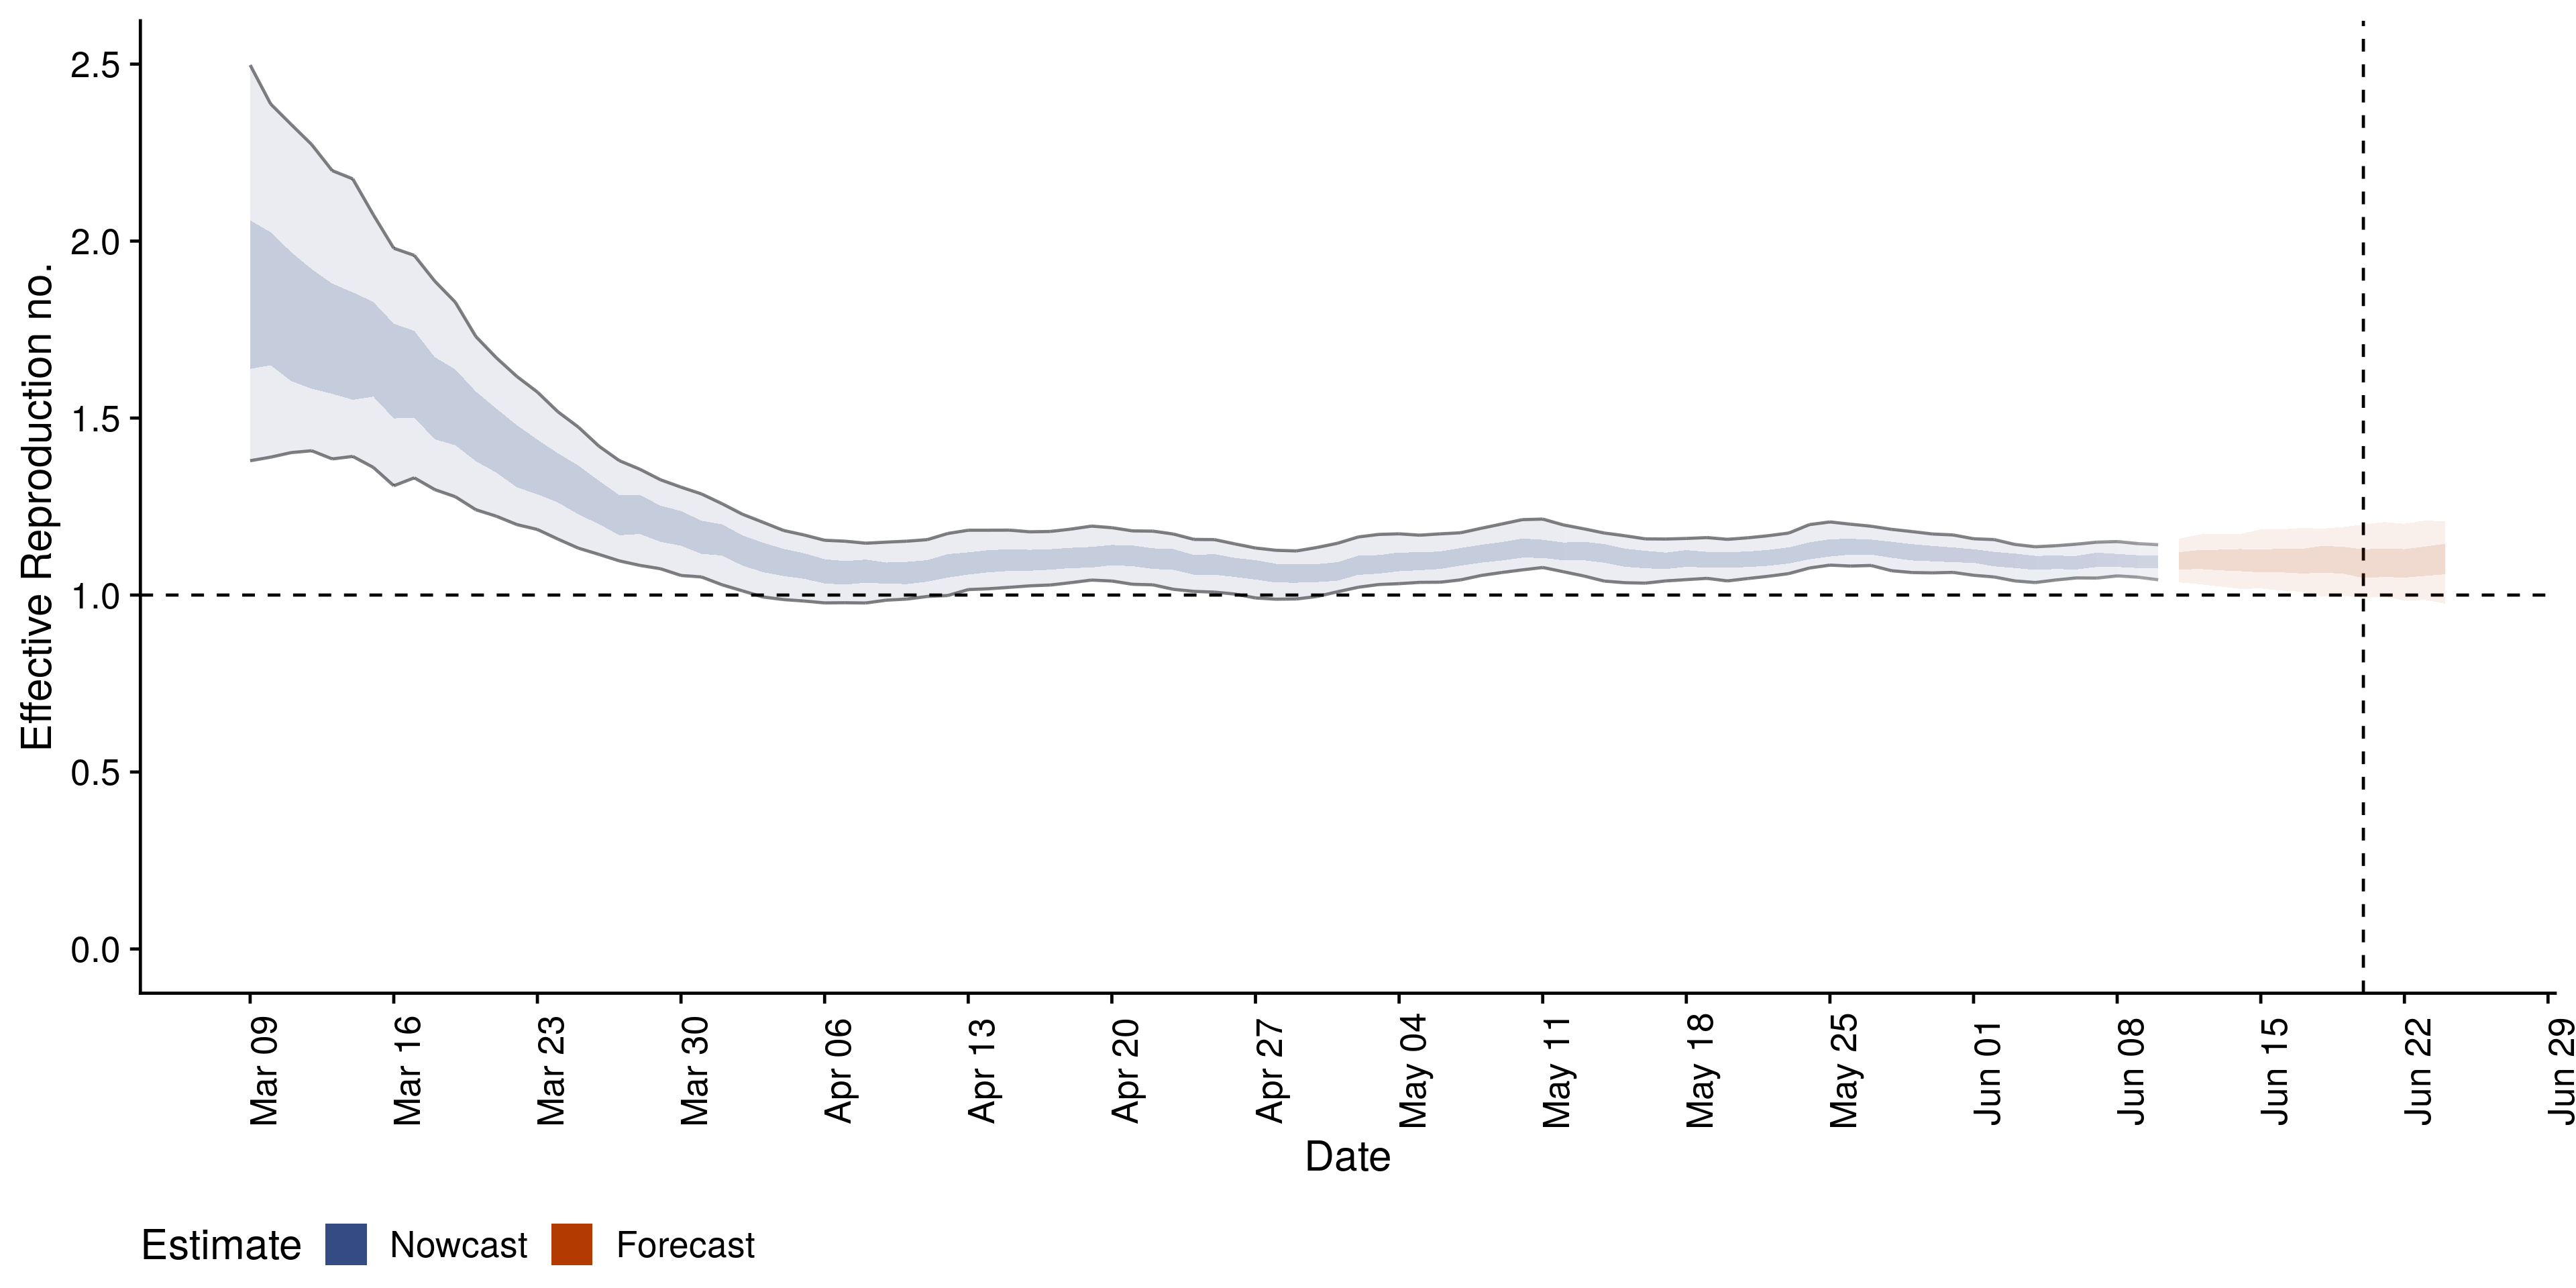 Effective Reproduction no.
2.5
2.0
1.5
1.0
0.5
0.0
Mar 09
Mar 16
Mar 23
Mar 30
Apr 06
Apr 13
Apr 20
Apr 27
May 04
May 11
May 18
May 25
Jun 01
Jun 08
Jun 15
Jun 22
Jun 29
Date
Estimate Nowcast Forecast